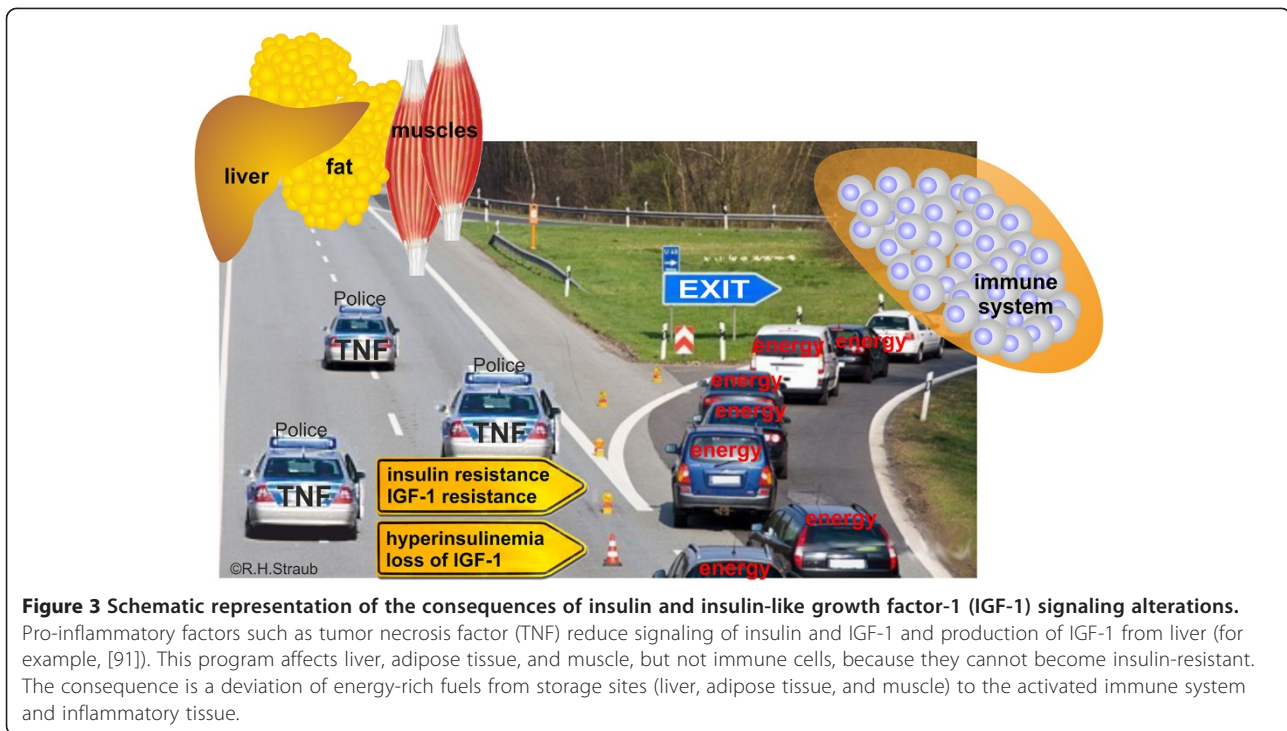 liver
fat
muscles
immune
system
EXIT
Police
TNF
Police
TNF
Police
TNF
energy
energy
energy
energy
energy
energy
energy
insulin resistance
IGF-1 resistance
hyperinsulinemia
loss of IGF-1
©R.H.Straub
Figure 3 Schematic representation of the consequences of insulin and insulin-like growth factor-1 (IGF-1) signaling alterations.
Pro-inflammatory factors such as tumor necrosis factor (TNF) reduce signaling of insulin and IGF-1 and production of IGF-1 from liver (for
example, [91]). This program affects liver, adipose tissue, and muscle, but not immune cells, because they cannot become insulin-resistant.
The consequence is a deviation of energy-rich fuels from storage sites (liver, adipose tissue, and muscle) to the activated immune system
and inflammatory tissue.